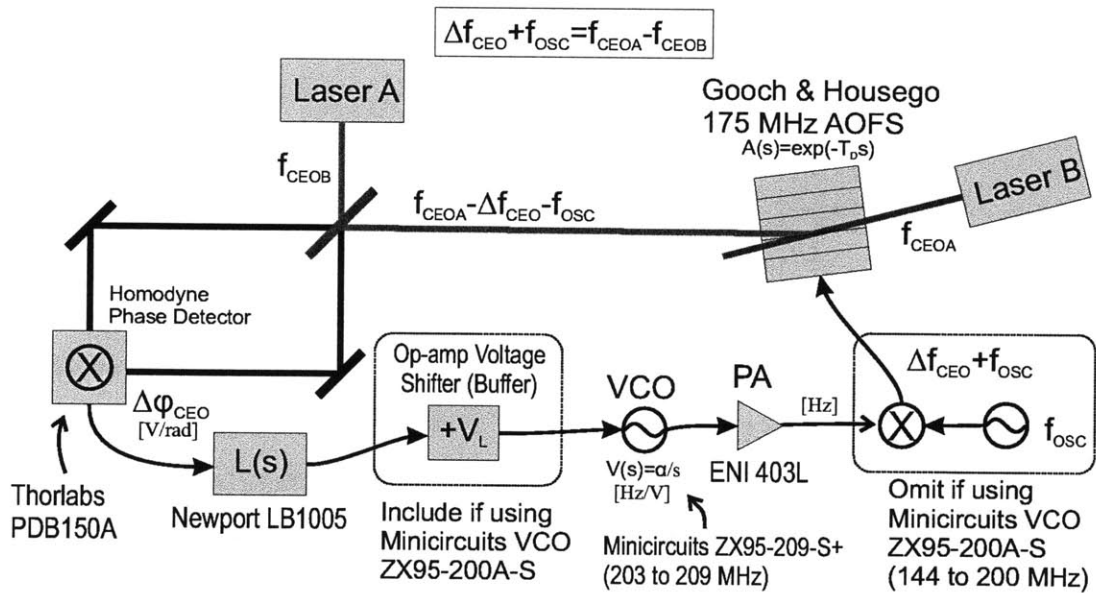 Δf_CEO+f_OSC=f_CEOA-f_CEOB
Laser A
Gooch & Housego
175 MHz AOFS
A(s)=exp(-T_Ds)
Laser B
f_CEOB
f_CEOA-Δf_CEO-f_OSC
f_CEOA
Homodyne
Phase Detector
X
Δφ_CEO
[V/rad]
Thorlabs
PDB150A
L(s)
Newport LB1005
Op-amp Voltage
Shifter (Buffer)
+V_L
Include if using
Minicircuits VCO
ZX95-200A-S
VCO
V(s)=α/s
[Hz/V]
Minicircuits ZX95-209-S+
(203 to 209 MHz)
PA
ENI 403L
[Hz]
Δf_CEO+f_OSC
X
f_OSC
Omit if using
Minicircuits VCO
ZX95-200A-S
(144 to 200 MHz)